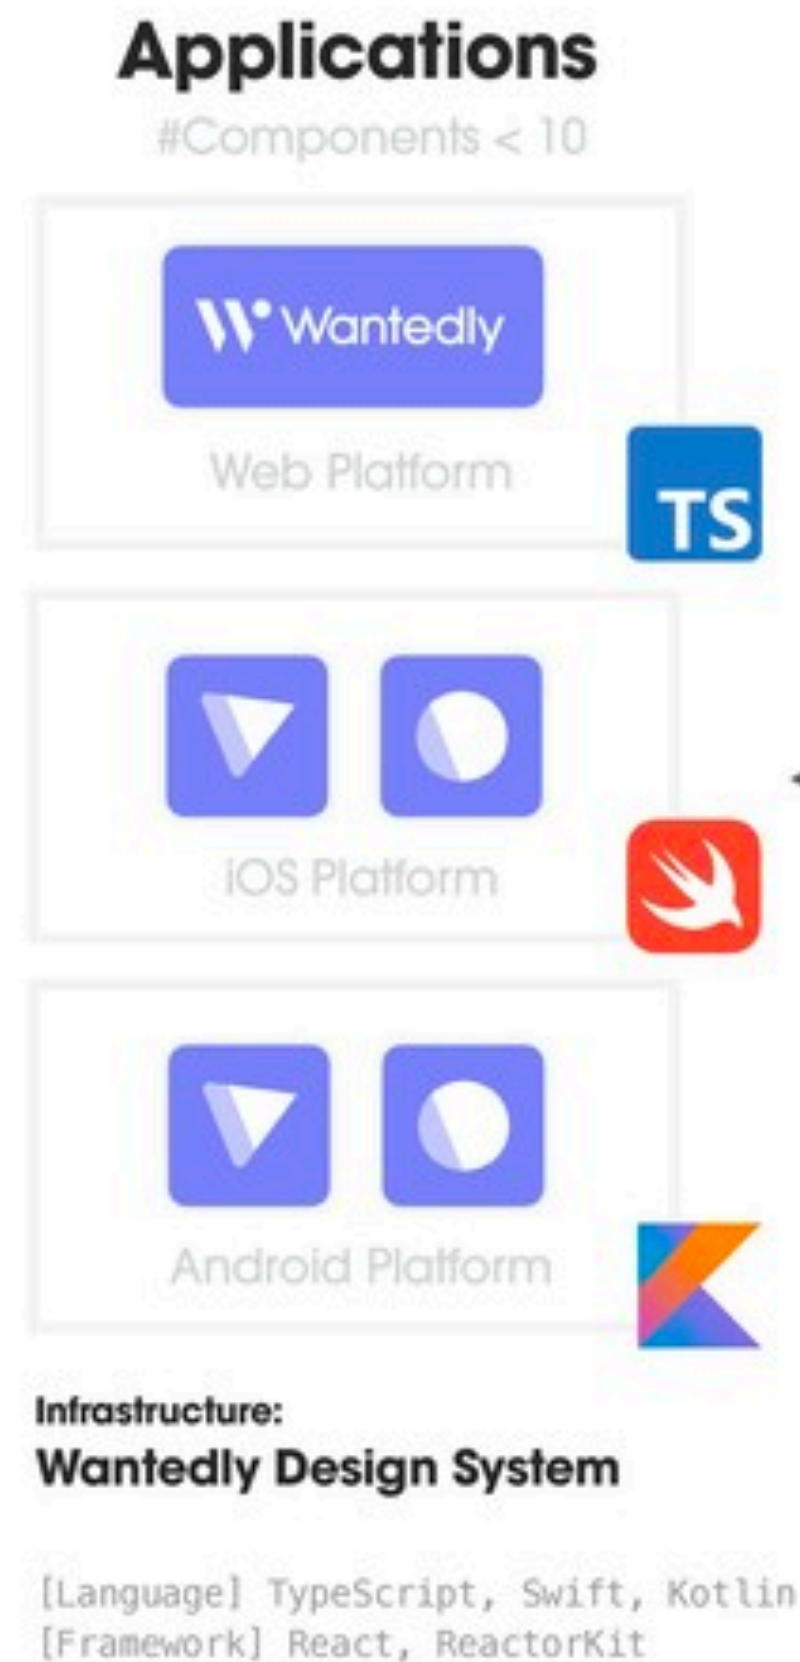 Applications
#Components < 10
Wantedly
Web Platform
TS
iOS Platform
Android Platform
Infrastructure:
Wantedly Design System
[Language] TypeScript, Swift, Kotlin
[Framework] React, ReactorKit